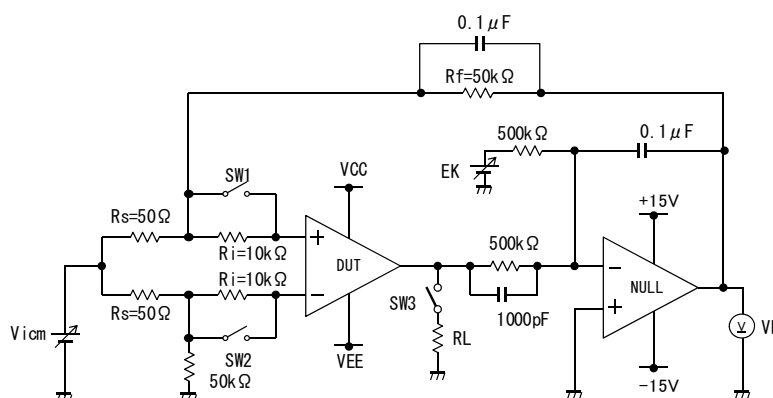 0.1μF
Rf=50kΩ
500kΩ
0.1μF
EK
SW1
VCC
+15V
Rs=50Ω
Ri=10kΩ
500kΩ
DUT
NULL
Ri=10kΩ
Rs=50Ω
SW3
1000pF
V
Vicm
SW2
RL
50kΩ
VEE
-15V